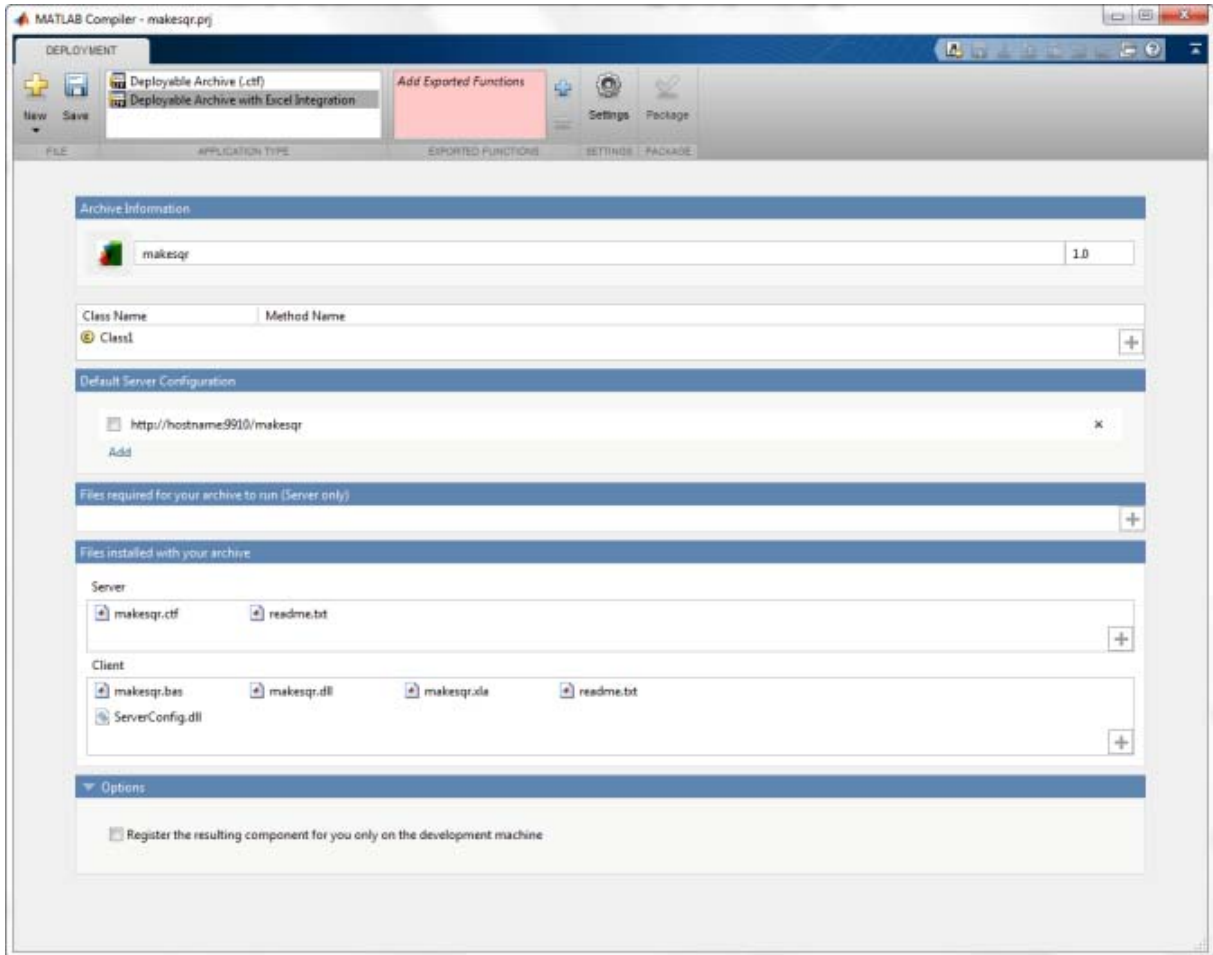 MATLAB Compiler - makesqr.prj
DEPLOYMENT
New
Save
Deployable Archive (.ctf)
Deployable Archive with Excel Integration
Add Exported Functions
Settings
Package
FILE
APPLICATION TYPE
EXPORTED FUNCTIONS
SETTINGS
PACKAGE
Archive Information
makesqr
1.0
Class Name
Method Name
Class1
Default Server Configuration
http://hostname:9910/makesqr
Add
Files required for your archive to run (Server only)
Files installed with your archive
Server
makesqr.ctf
readme.txt
Client
makesqr.bas
makesqr.dll
makesqr.xla
readme.txt
ServerConfig.dll
Options
Register the resulting component for you only on the development machine